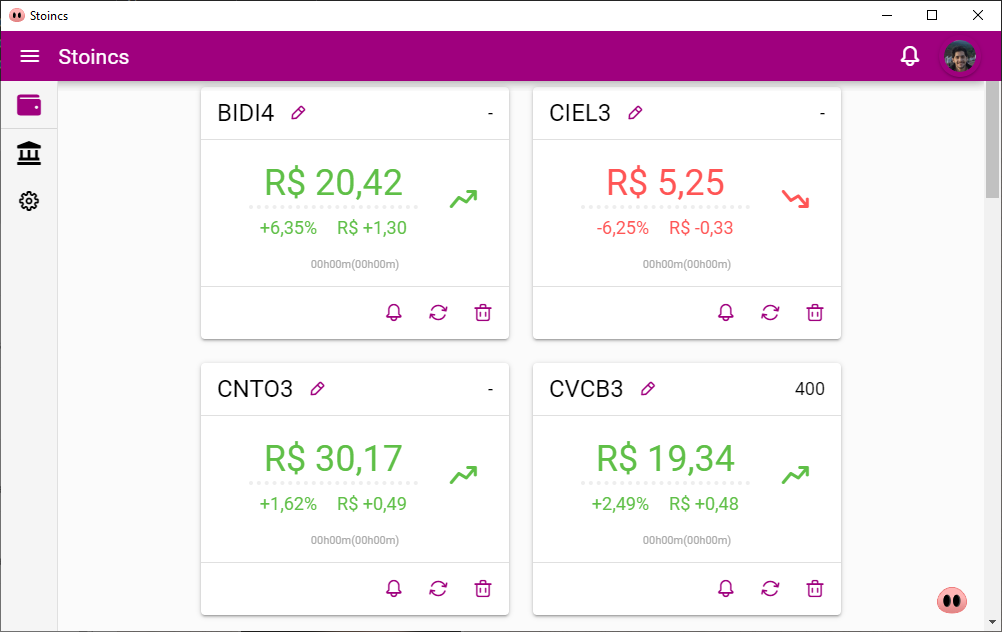 Stoincs
Stoincs
BIDI4 -
R$ 20,42
+6,35% R$ +1,30
00h00m(00h00m)
CIEL3 -
R$ 5,25
-6,25% R$ -0,33
00h00m(00h00m)
CNTO3 -
R$ 30,17
+1,62% R$ +0,49
00h00m(00h00m)
CVCB3 400
R$ 19,34
+2,49% R$ +0,48
00h00m(00h00m)